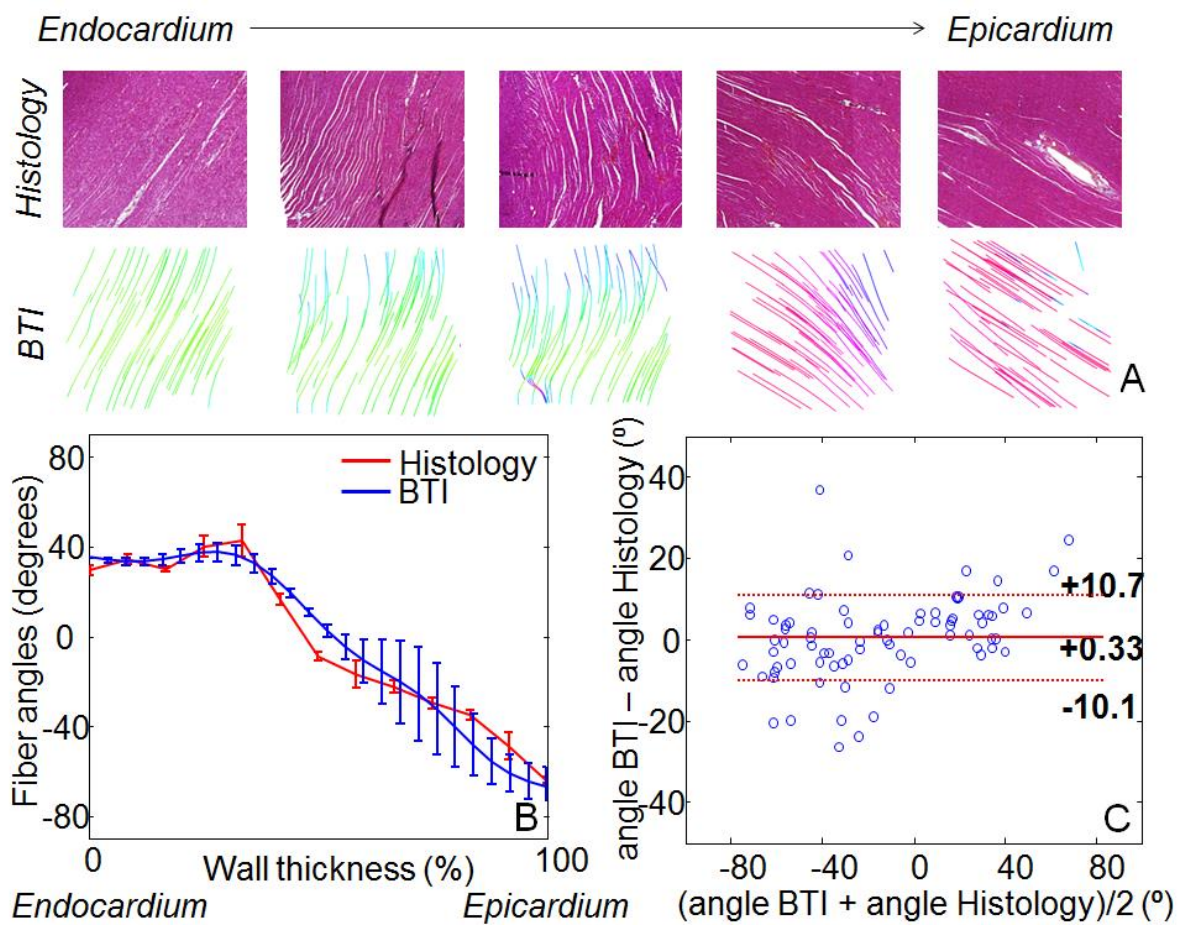 Endocardium
Epicardium
Histology
BTI
A
Fiber angles (degrees)
80
40
0
-40
-80
Histology
BTI
B
0
100
Wall thickness (%)
Endocardium
Epicardium
angle BTI – angle Histology (º)
40
20
0
-20
-40
+10.7
+0.33
-10.1
C
-80
-40
0
40
80
(angle BTI + angle Histology)/2 (º)